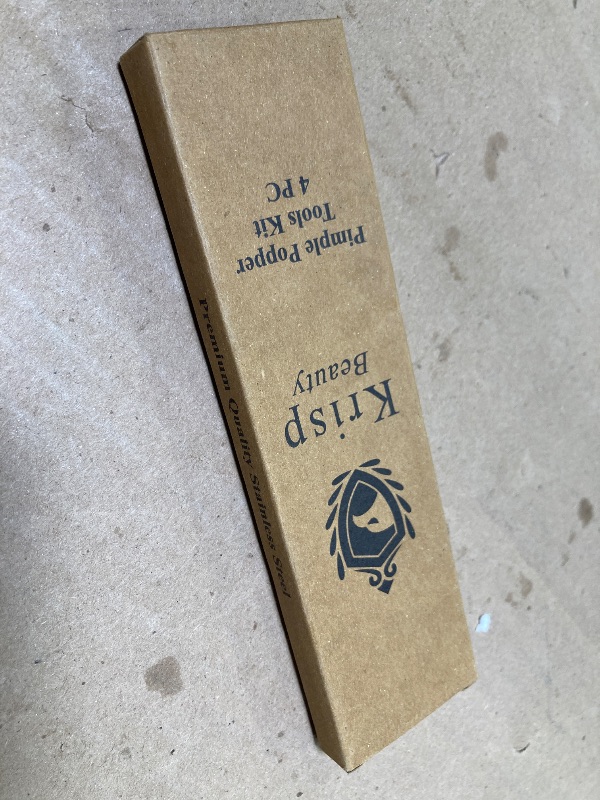 Krisp
Beauty
Pimple Popper
Tools Kit
4 PC
Premium Quality Stainless Steel